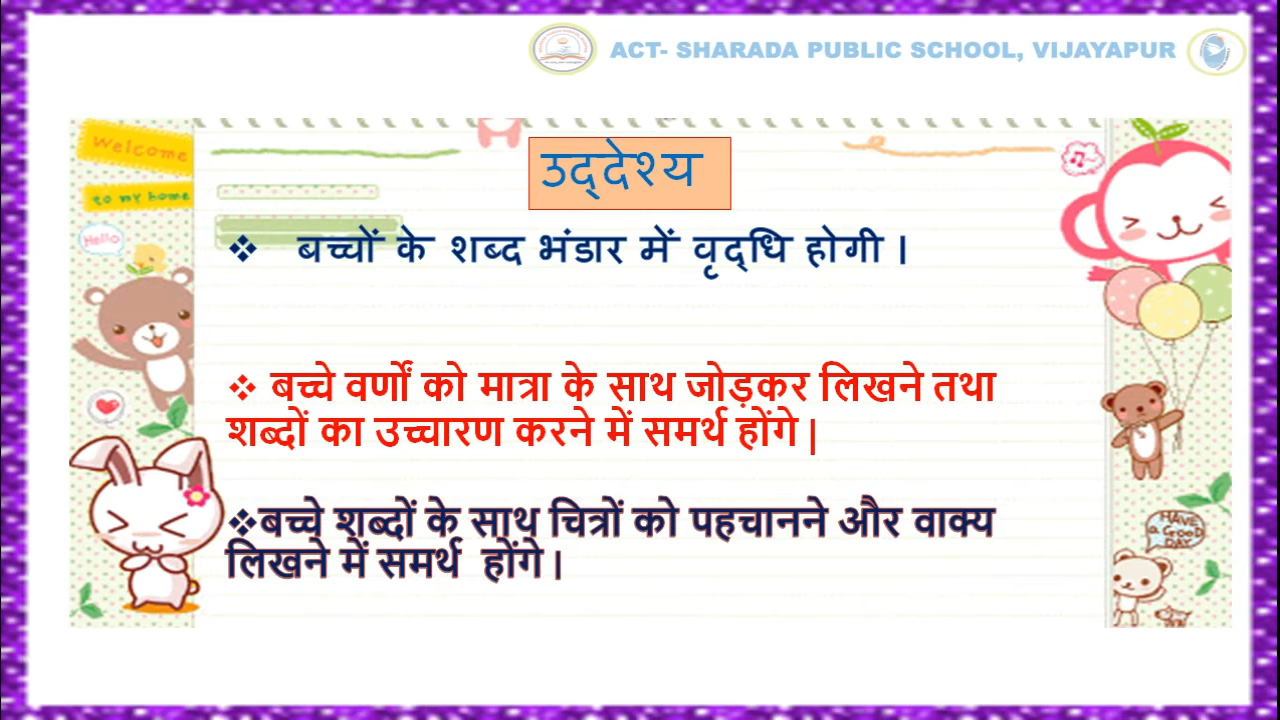 ACT- SHARADA PUBLIC SCHOOL, VIJAYAPUR
Welcome
to my home
Hello
उद्देश्य
❖ बच्चों के शब्द भंडार में वृद्धि होगी ।
❖ बच्चे वर्णों को मात्रा के साथ जोड़कर लिखने तथा
शब्दों का उच्चारण करने में समर्थ होंगे |
❖बच्चे शब्दों के साथ चित्रों को पहचानने और वाक्य
लिखने में समर्थ होंगे ।
HAVE
a GooD
DAY